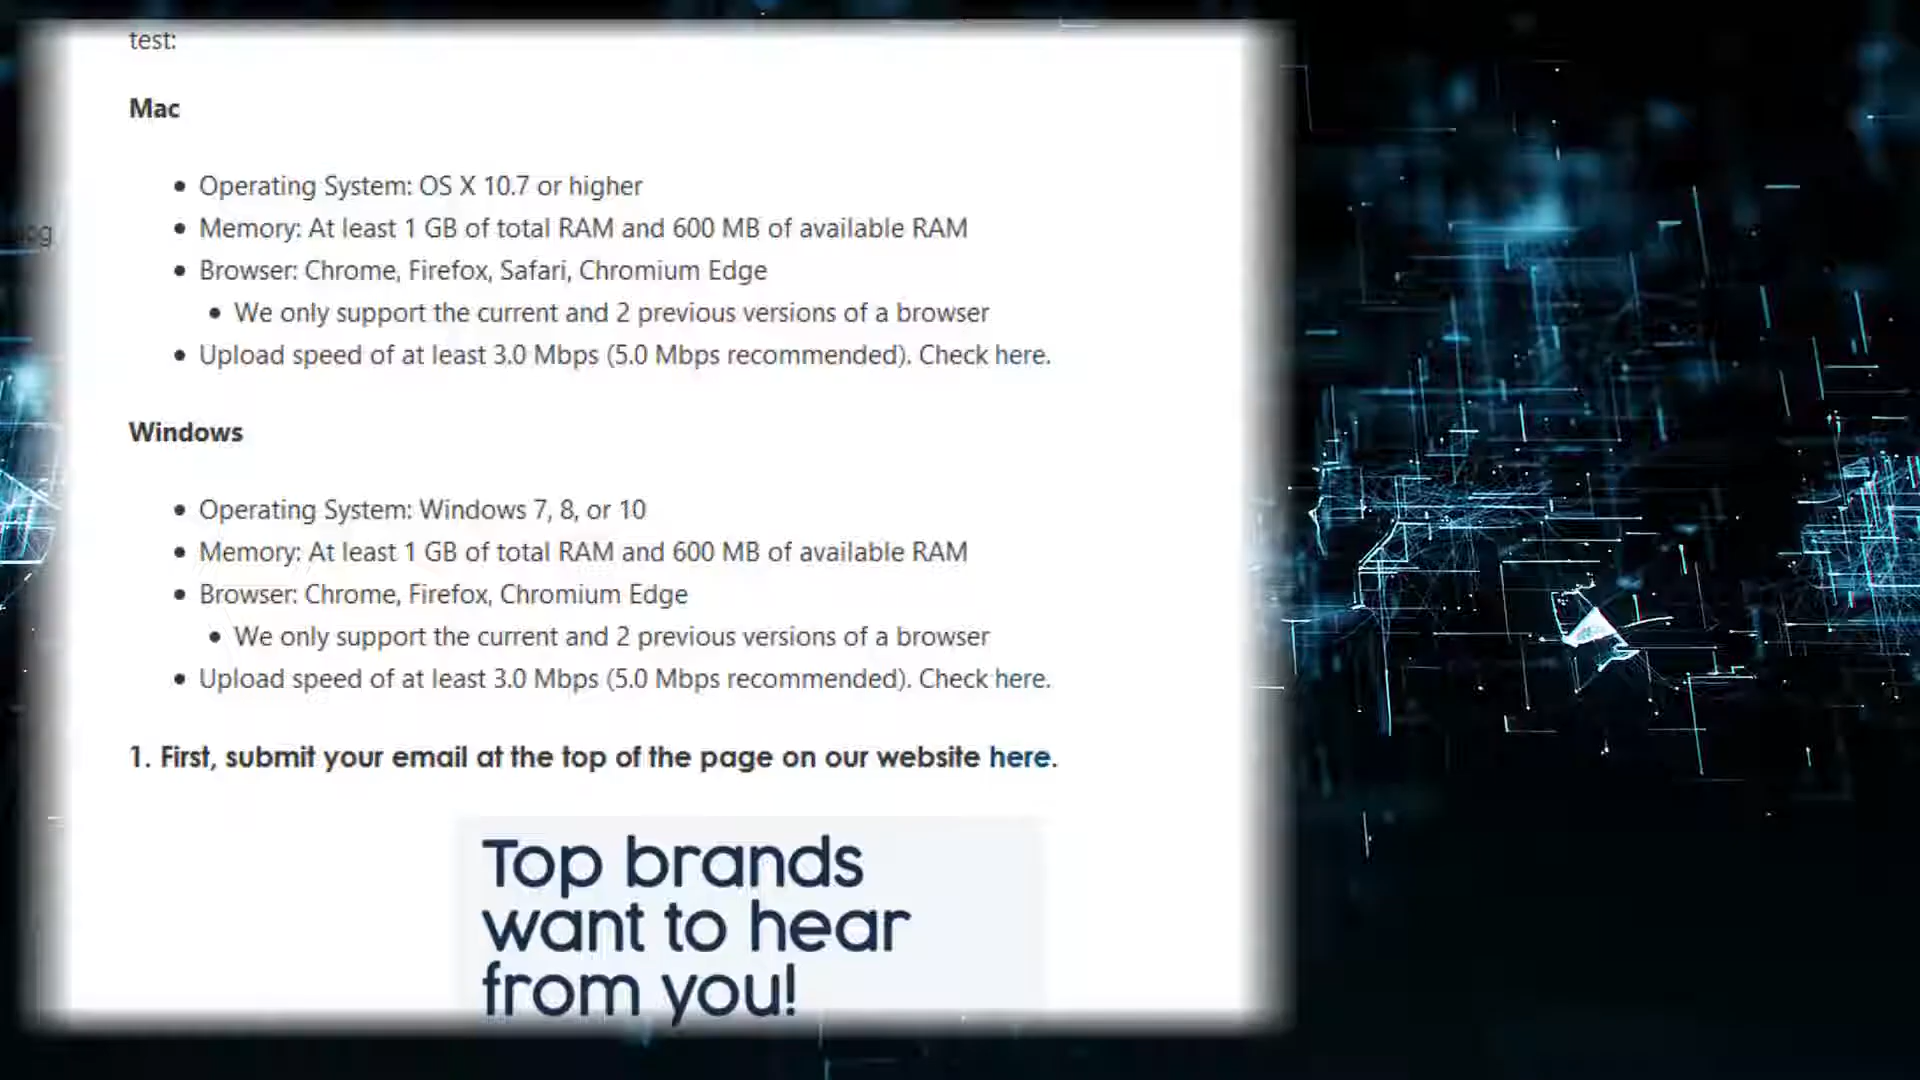 test:
Mac
Operating System: OS X 10.7 or higher
Memory: At least 1 GB of total RAM and 600 MB of available RAM
Browser: Chrome, Firefox, Safari, Chromium Edge
We only support the current and 2 previous versions of a browser
Upload speed of at least 3.0 Mbps (5.0 Mbps recommended). Check here.
Windows
Operating System: Windows 7, 8, or 10
Memory: At least 1 GB of total RAM and 600 MB of available RAM
Browser: Chrome, Firefox, Chromium Edge
We only support the current and 2 previous versions of a browser
Upload speed of at least 3.0 Mbps (5.0 Mbps recommended). Check here.
1. First, submit your email at the top of the page on our website here.
Top brands
want to hear
from you!